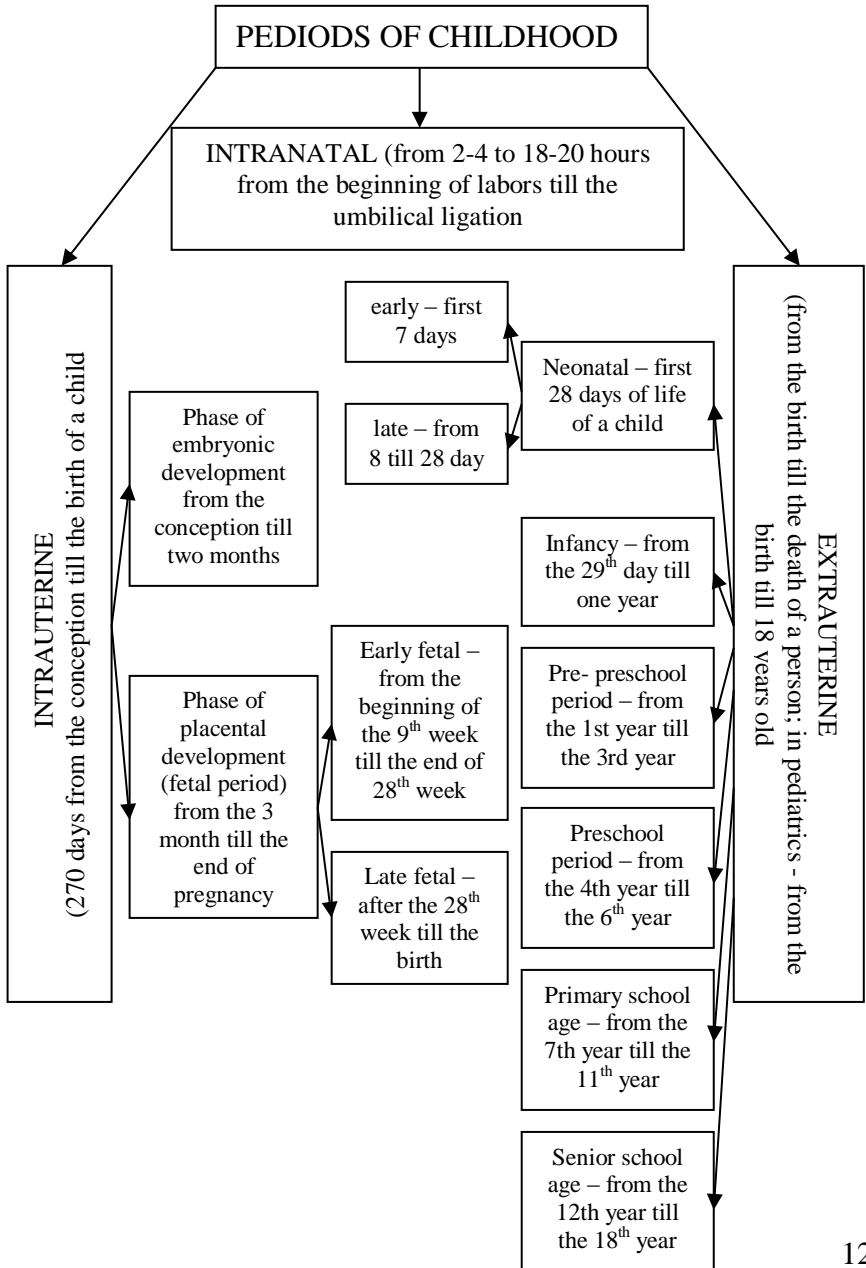 PEDIODS OF CHILDHOOD
INTRANATAL (from 2-4 to 18-20 hours
from the beginning of labors till the
umbilical ligation
INTRAUTERINE
(270 days from the conception till the birth of a child
Phase of
embryonic
development
from the
conception till
two months
Phase of
placental
development
(fetal period)
from the 3
month till the
end of
pregnancy
Early fetal –
from the
beginning of
the 9th week
till the end of
28th week
Late fetal –
after the 28th
week till the
birth
EXTRAUTERINE
(from the birth till the death of a person; in pediatrics - from the
birth till 18 years old
Neonatal – first
28 days of life
of a child
early – first
7 days
late – from
8 till 28 day
Infancy – from
the 29th day till
one year
Pre- preschool
period – from
the 1st year till
the 3rd year
Preschool
period – from
the 4th year till
the 6th year
Primary school
age – from the
7th year till the
11th year
Senior school
age – from the
12th year till
the 18th year
12